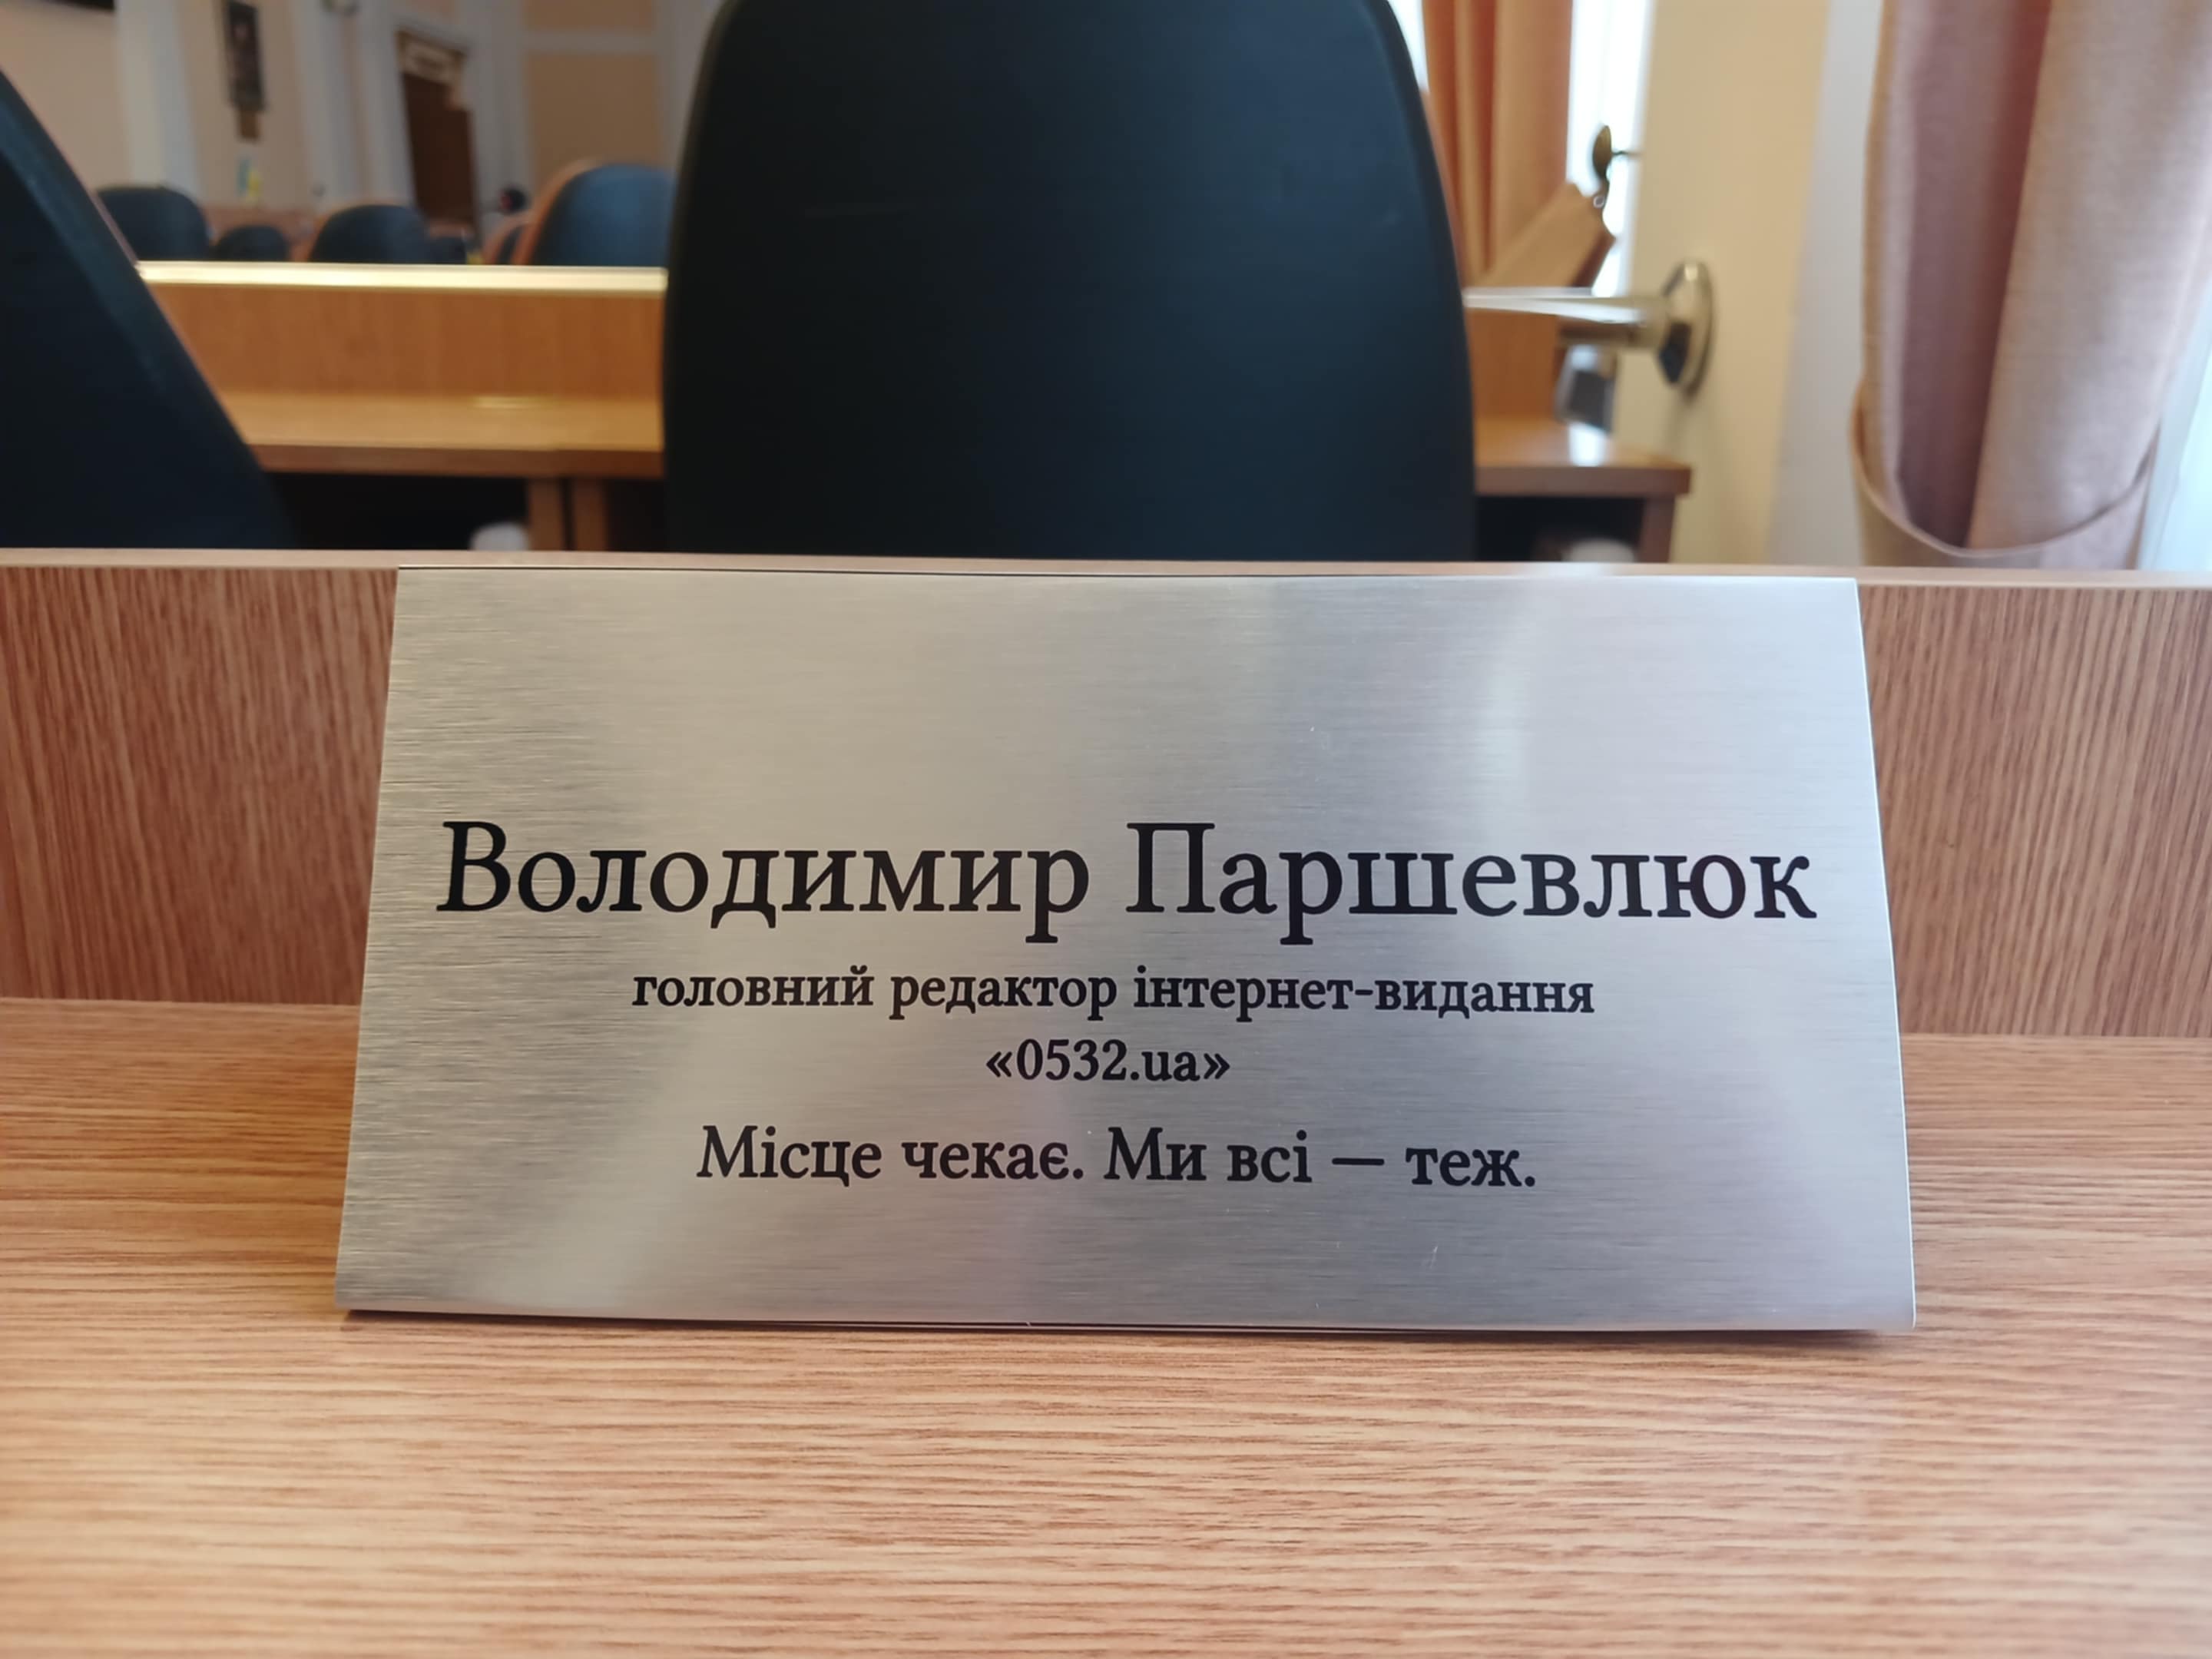 Володимир Паршевлюк
головний редактор інтернет-видання
«0532.ua»
Місце чекає. Ми всі — теж.